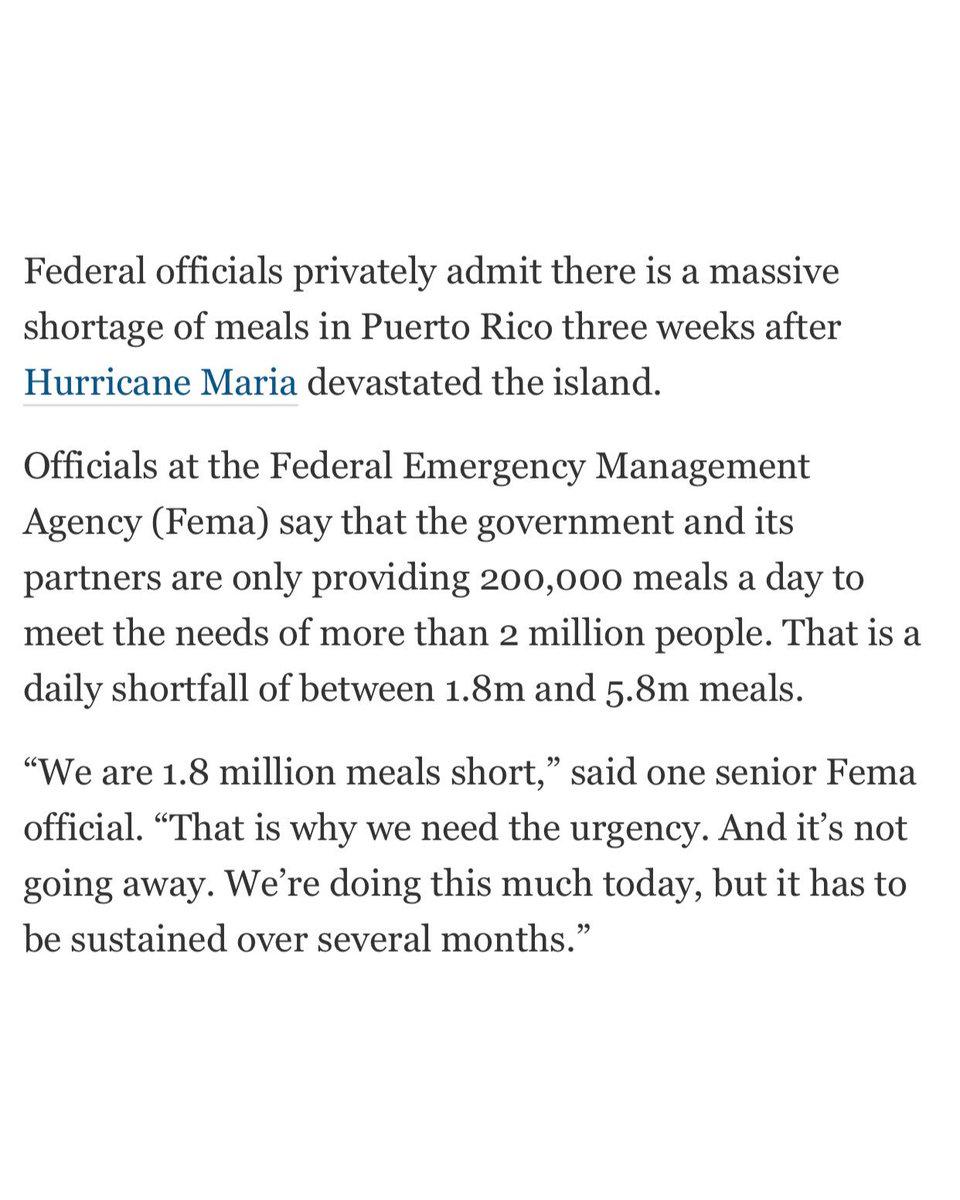 Federal officials privately admit there is a massive
shortage of meals in Puerto Rico three weeks after
Hurricane Maria devastated the island.
Officials at the Federal Emergency Management
Agency (Fema) say that the government and its
partners are only providing 200,000 meals a day to
meet the needs of more than 2 million people. That is a
daily shortfall of between 1.8m and 5.8m meals.
“We are 1.8 million meals short,” said one senior Fema
official. “That is why we need the urgency. And it’s not
going away. We’re doing this much today, but it has to
be sustained over several months.”